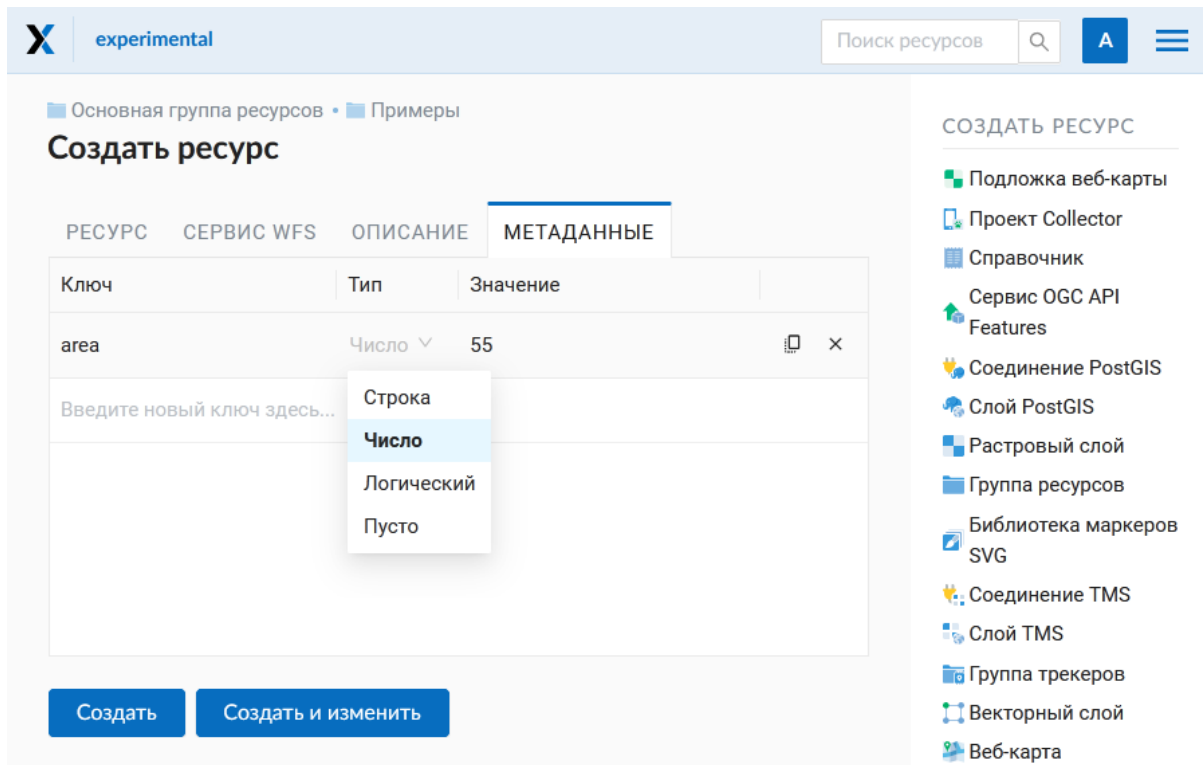 experimental
Поиск ресурсов
A
Основная группа ресурсов • Примеры
Создать ресурс
РЕСУРС СЕРВИС WFS ОПИСАНИЕ МЕТАДАННЫЕ
Ключ Тип Значение
area Число 55
Введите новый ключ здесь...
Строка
Число
Логический
Пусто
Создать Создать и изменить
СОЗДАТЬ РЕСУРС
Подложка веб-карты
Проект Collector
Справочник
Сервис OGC API
Features
Соединение PostGIS
Слой PostGIS
Растровый слой
Группа ресурсов
Библиотека маркеров
SVG
Соединение TMS
Слой TMS
Группа трекеров
Векторный слой
Веб-карта